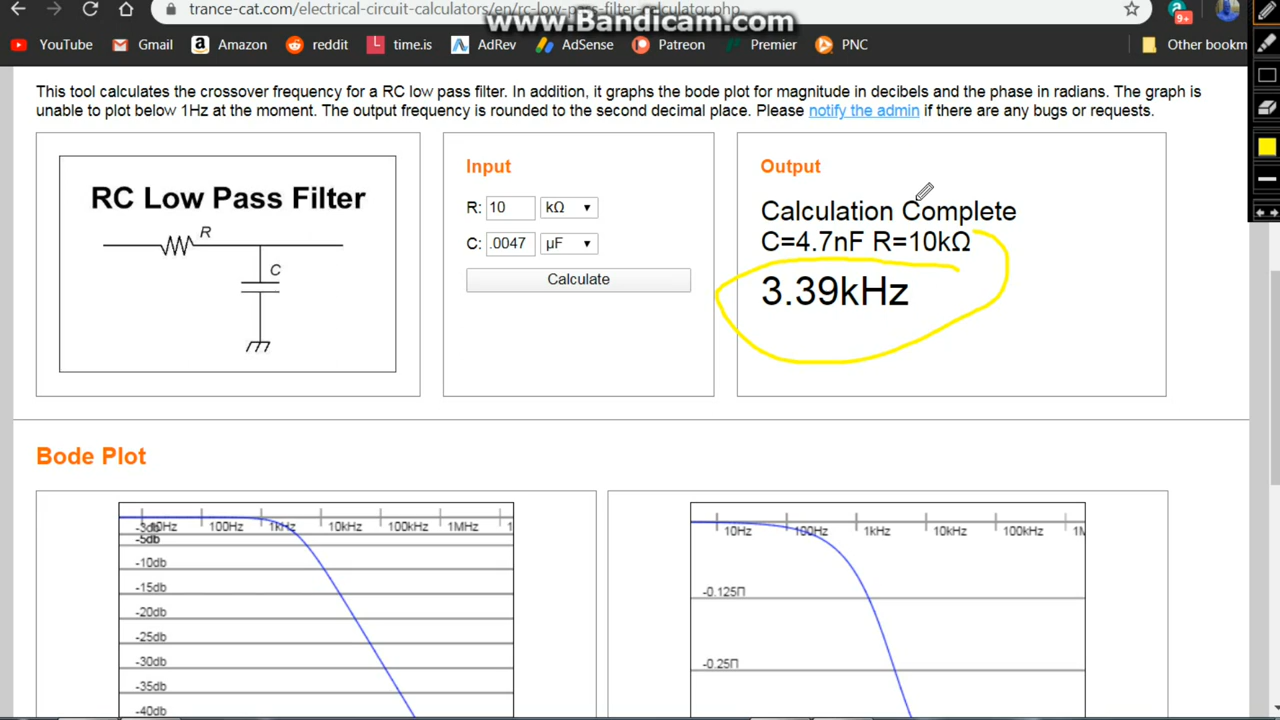 trance-cat.com/electrical-circuit-calculators/en/rc-low-pass-filter-calculator.php
www.Bandicam.com
9+
YouTube Gmail Amazon reddit time.is AdRev AdSense Patreon Premier PNC Other bookm
This tool calculates the crossover frequency for a RC low pass filter. In addition, it graphs the bode plot for magnitude in decibels and the phase in radians. The graph is
unable to plot below 1Hz at the moment. The output frequency is rounded to the second decimal place. Please notify the admin if there are any bugs or requests.
RC Low Pass Filter
R
C
Input
R: 10 kΩ
C: .0047 µF
Calculate
Output
Calculation Complete
C=4.7nF R=10kΩ
3.39kHz
Bode Plot
10Hz 100Hz 1kHz 10kHz 100kHz 1MHz 1
-3db
-5db
-10db
-15db
-20db
-25db
-30db
-35db
-40db
10Hz 100Hz 1kHz 10kHz 100kHz 1M
-0.125Π
-0.25Π